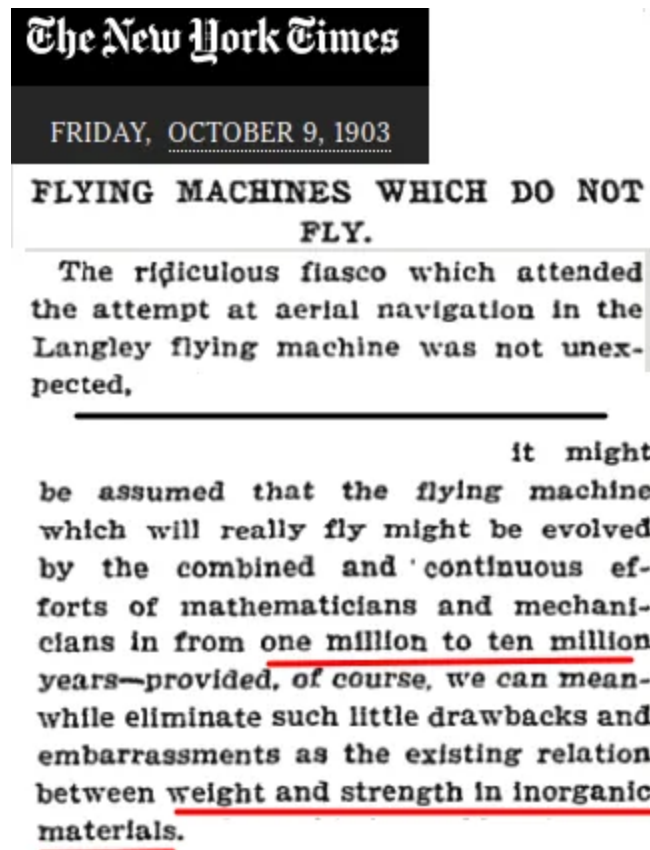 The New York Times
FRIDAY, OCTOBER 9, 1903
FLYING MACHINES WHICH DO NOT
FLY.
The ridiculous fiasco which attended
the attempt at aerial navigation in the
Langley flying machine was not unex-
pected,
it might
be assumed that the flying machine
which will really fly might be evolved
by the combined and continuous ef-
forts of mathematicians and mechani-
cians in from one million to ten million
years—provided, of course, we can mean-
while eliminate such little drawbacks and
embarrassments as the existing relation
between weight and strength in inorganic
materials.